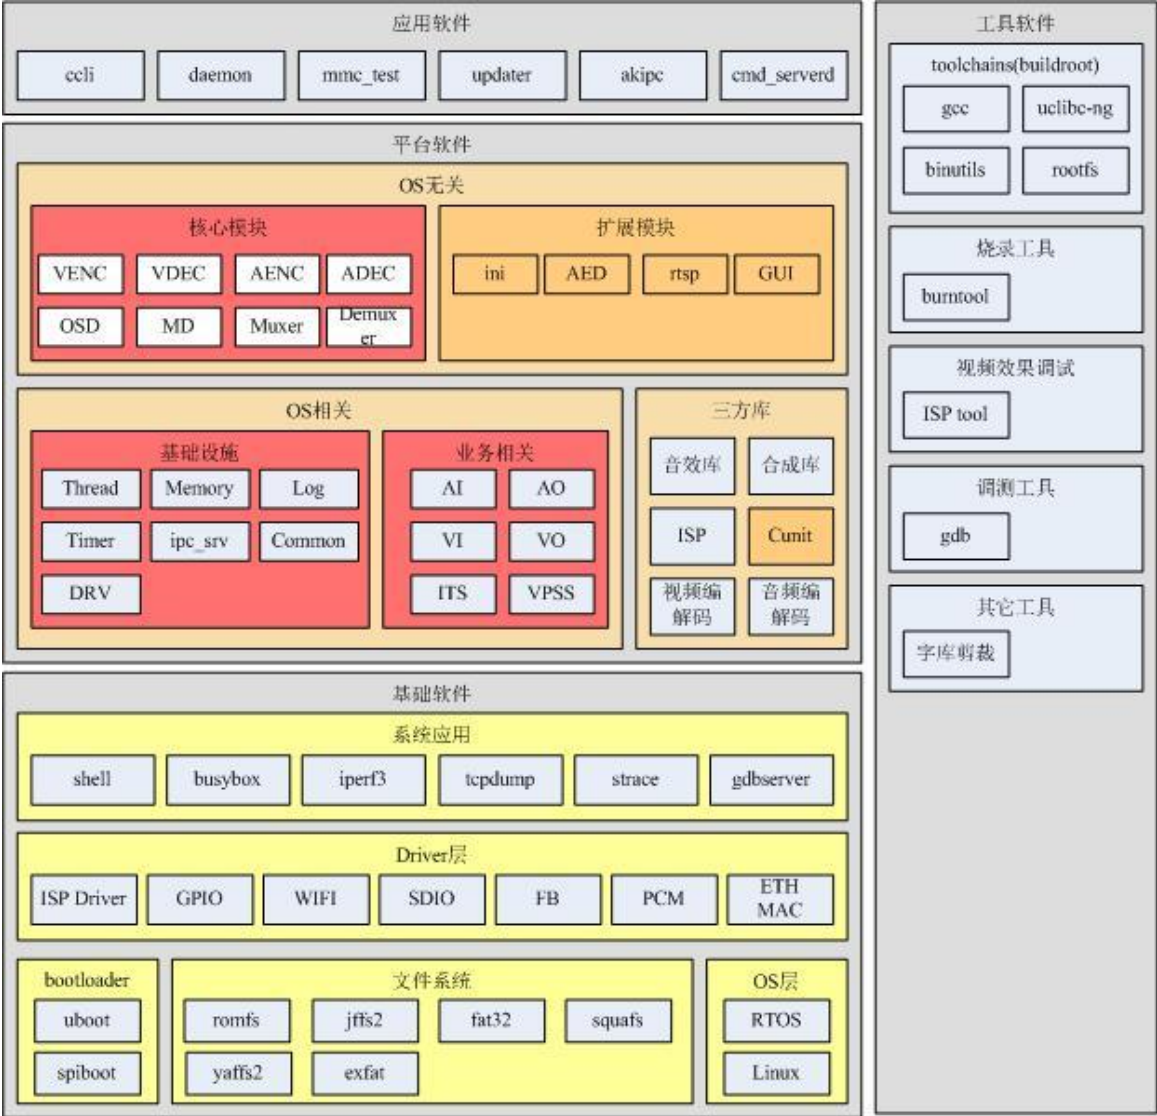 应用软件
ccli
daemon
mmc_test
updater
akipc
cmd_serverd
平台软件
OS无关
核心模块
VENC
VDEC
AENC
ADEC
OSD
MD
Muxer
Demux
er
扩展模块
ini
AED
rtsp
GUI
OS相关
基础设施
Thread
Memory
Log
Timer
ipc_srv
Common
DRV
业务相关
AI
AO
VI
VO
ITS
VPSS
三方库
音效库
合成库
ISP
Cunit
视频编
解码
音频编
解码
基础软件
系统应用
shell
busybox
iperf3
tcpdump
strace
gdbserver
Driver层
ISP Driver
GPIO
WIFI
SDIO
FB
PCM
ETH
MAC
bootloader
uboot
spiboot
文件系统
romfs
jffs2
fat32
squafs
yaffs2
exfat
OS层
RTOS
Linux
工具软件
toolchains(buildroot)
gcc
uclibc-ng
binutils
rootfs
烧录工具
burntool
视频效果调试
ISP tool
调测工具
gdb
其它工具
字库剪裁